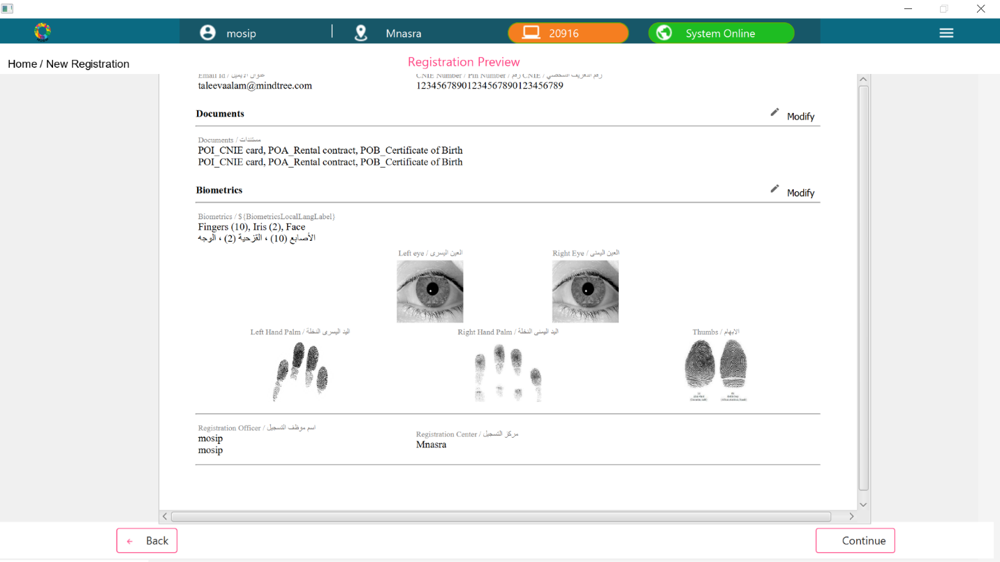 mosip
Mnasra
20916
System Online
Home / New Registration
Registration Preview
Email Id / عنوان الايميل
CNIE Number / Pin Number / رقم CNIE / رقم التعريف الشخصي
taleevaalam@mindtree.com
12345678901234567890123456789
Documents
Modify
Documents / مستندات
POI_CNIE card, POA_Rental contract, POB_Certificate of Birth
POI_CNIE card, POA_Rental contract, POB_Certificate of Birth
Biometrics
Modify
Biometrics / ${BiometricsLocalLangLabel}
Fingers (10), Iris (2), Face
الأصابع (10) ، القزحية (2) ، الوجه
Left eye / العين اليسرى
Right Eye / العين اليمنى
Left Hand Palm / اليد اليسرى النخلة
Right Hand Palm / اليد اليمنى النخلة
Thumbs / الإبهام
Registration Officer / اسم موظف التسجيل
mosip
mosip
Registration Center / مركز التسجيل
Mnasra
Back
Continue